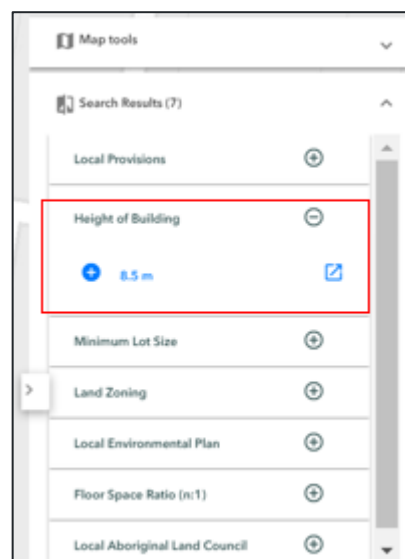 Map tools
Search Results (7)
Local Provisions
Height of Building
8.5 m
Minimum Lot Size
Land Zoning
Local Environmental Plan
Floor Space Ratio (n:1)
Local Aboriginal Land Council